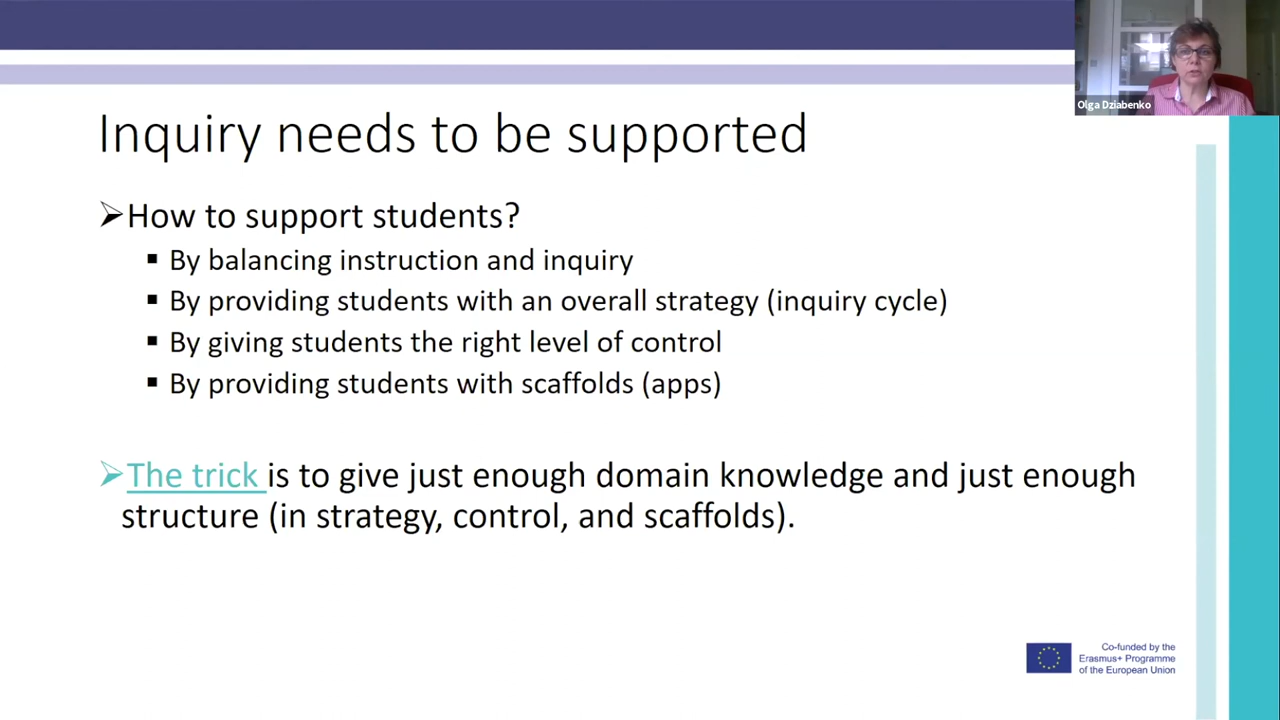 Olga Dziabenko
Inquiry needs to be supported
➢How to support students?
▪ By balancing instruction and inquiry
▪ By providing students with an overall strategy (inquiry cycle)
▪ By giving students the right level of control
▪ By providing students with scaffolds (apps)
➢The trick is to give just enough domain knowledge and just enough
structure (in strategy, control, and scaffolds).
Co-funded by the
Erasmus+ Programme
of the European Union